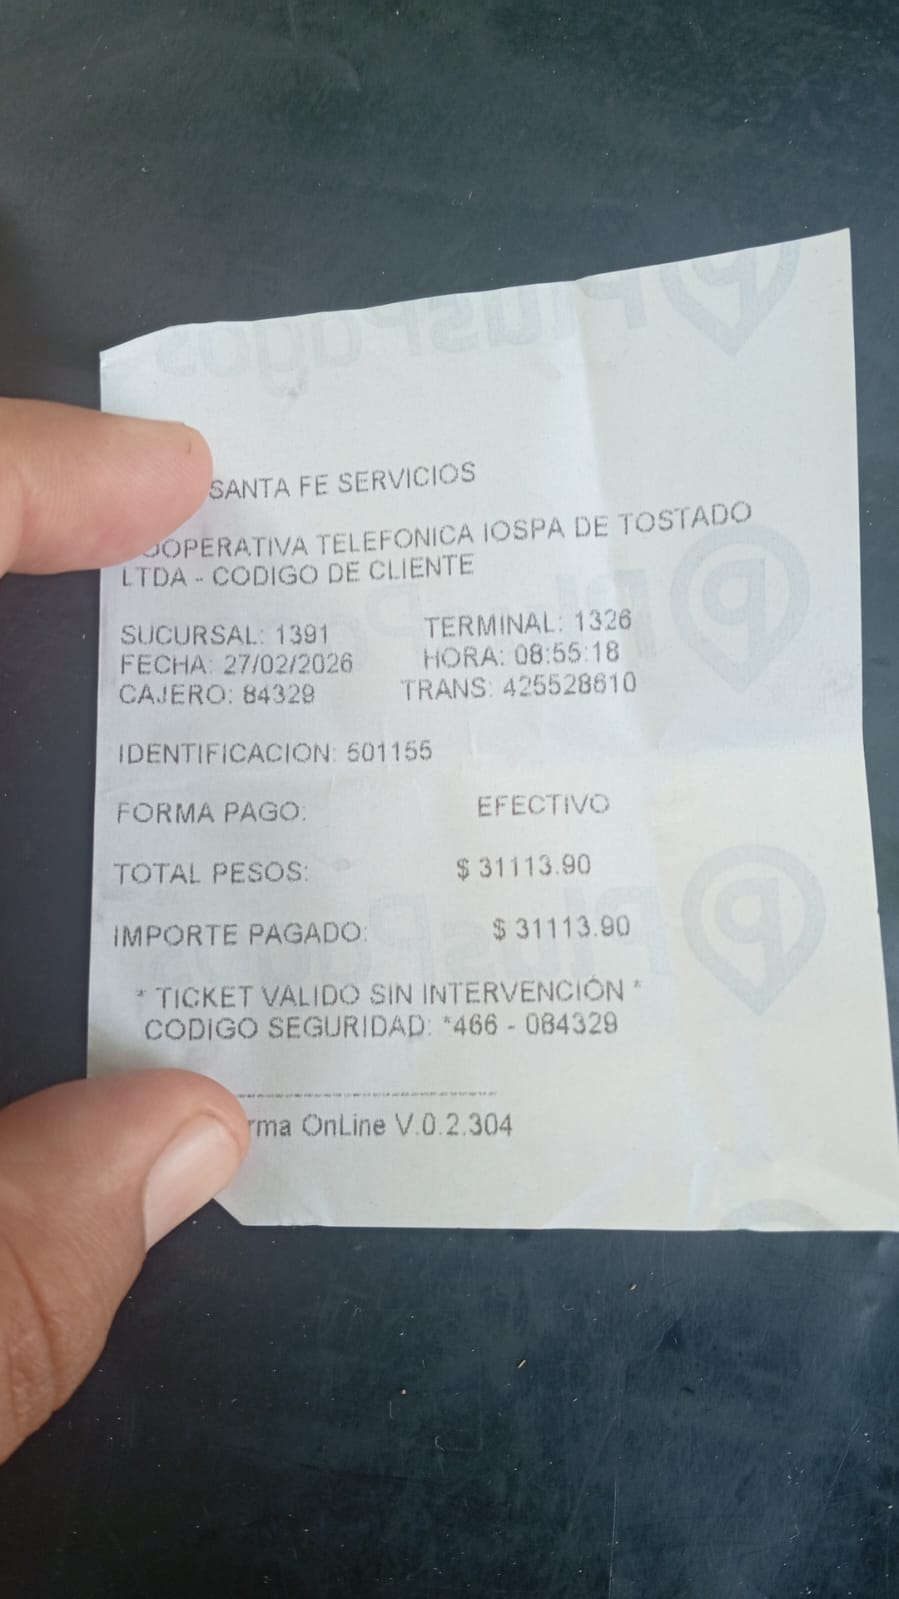 SANTA FE SERVICIOS
COOPERATIVA TELEFONICA IOSPA DE TOSTADO
LTDA - CODIGO DE CLIENTE
SUCURSAL: 1391 TERMINAL: 1326
FECHA: 27/02/2026 HORA: 08:55:18
CAJERO: 84329 TRANS: 425528610
IDENTIFICACION: 501155
FORMA PAGO: EFECTIVO
TOTAL PESOS: $ 31113.90
IMPORTE PAGADO: $ 31113.90
* TICKET VALIDO SIN INTERVENCIÓN *
CODIGO SEGURIDAD: *466 - 084329
rma OnLine V.0.2.304